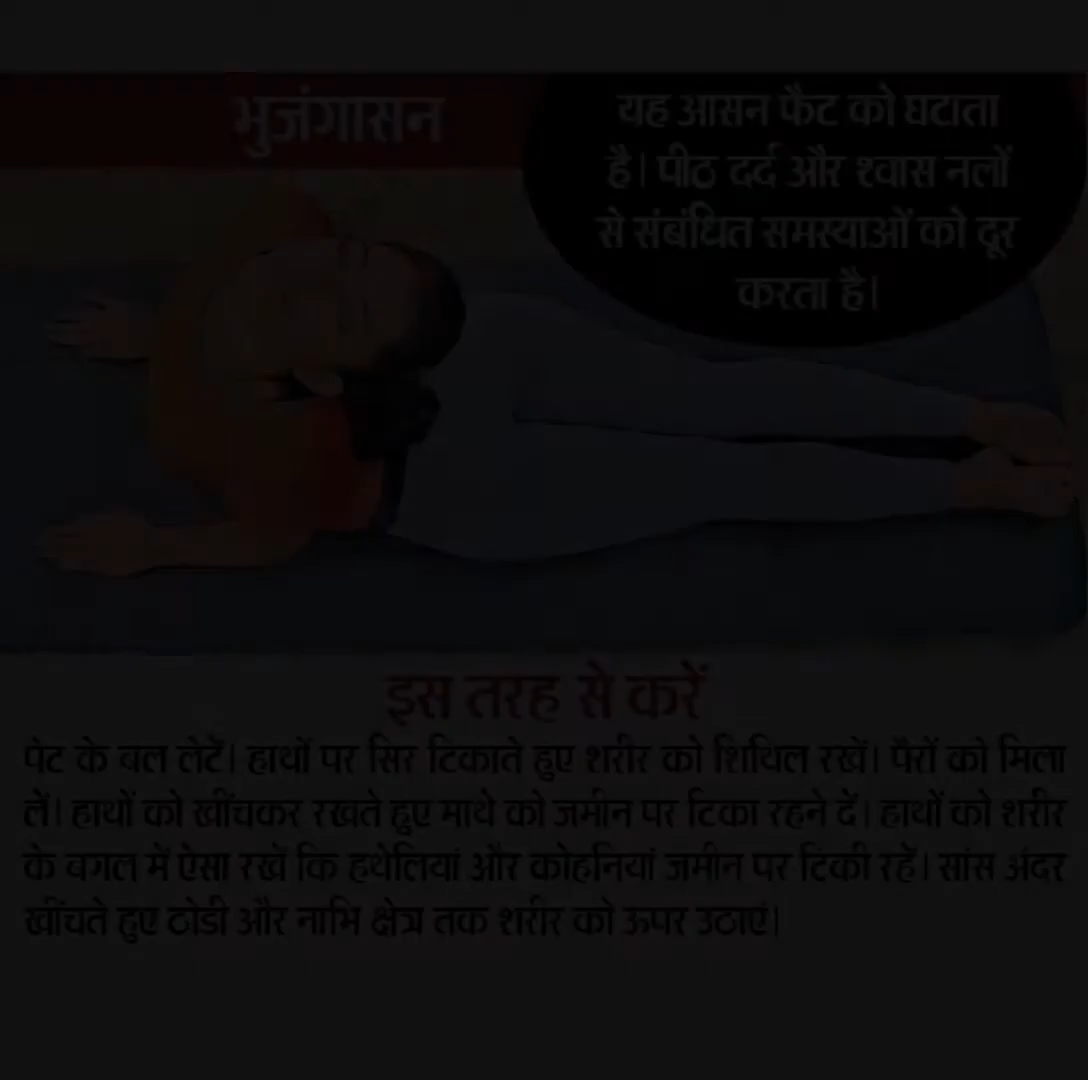 भुजंगासन
यह आसन फैट को घटाता
है। पीठ दर्द और श्वास नलों
से संबंधित समस्याओं को दूर
करता है।
इस तरह से करें
पेट के बल लेटें। हाथों पर सिर टिकाते हुए शरीर को शिथिल रखें। पैरों को मिला
लें। हाथों को खींचकर रखते हुए माथे को जमीन पर टिका रहने दें। हाथों को शरीर
के बगल में ऐसा रखें कि हथेलियां और कोहनियां जमीन पर टिकी रहें। सांस अंदर
खींचते हुए ठोडी और नाभि क्षेत्र तक शरीर को ऊपर उठाएं।